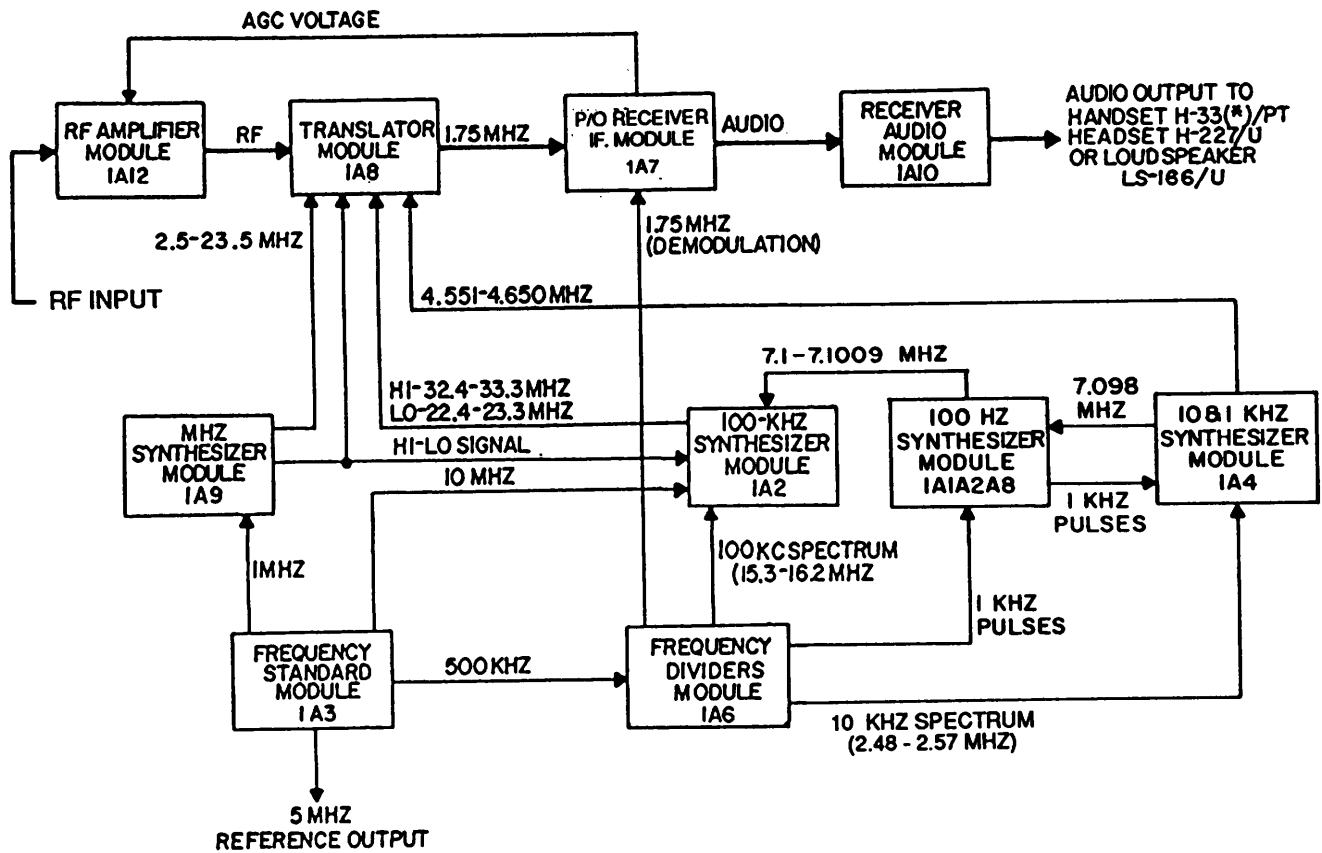 AGC VOLTAGE
RF AMPLIFIER
MODULE
1A12
RF
TRANSLATOR
MODULE
1A8
1.75 MHZ
P/O RECEIVER
IF. MODULE
1A7
AUDIO
RECEIVER
AUDIO
MODULE
1A10
AUDIO OUTPUT TO
HANDSET H-33(*)/PT
HEADSET H-227/U
OR LOUDSPEAKER
LS-166/U
2.5-23.5 MHZ
1.75 MHZ
(DEMODULATION)
RF INPUT
4.551-4.650 MHZ
7.1-7.1009 MHZ
HI-32.4-33.3 MHZ
LO-22.4-23.3 MHZ
7.098
MHZ
MHZ
SYNTHESIZER
MODULE
1A9
HI-LO SIGNAL
10 MHZ
100-KHZ
SYNTHESIZER
MODULE
1A2
100 HZ
SYNTHESIZER
MODULE
1A1A2A8
10 & 1 KHZ
SYNTHESIZER
MODULE
1A4
1 KHZ
PULSES
1MHZ
100 KC SPECTRUM
(15.3-16.2 MHZ
1 KHZ
PULSES
FREQUENCY
STANDARD
MODULE
1A3
500 KHZ
FREQUENCY
DIVIDERS
MODULE
1A6
10 KHZ SPECTRUM
(2.48 - 2.57 MHZ)
5 MHZ
REFERENCE OUTPUT